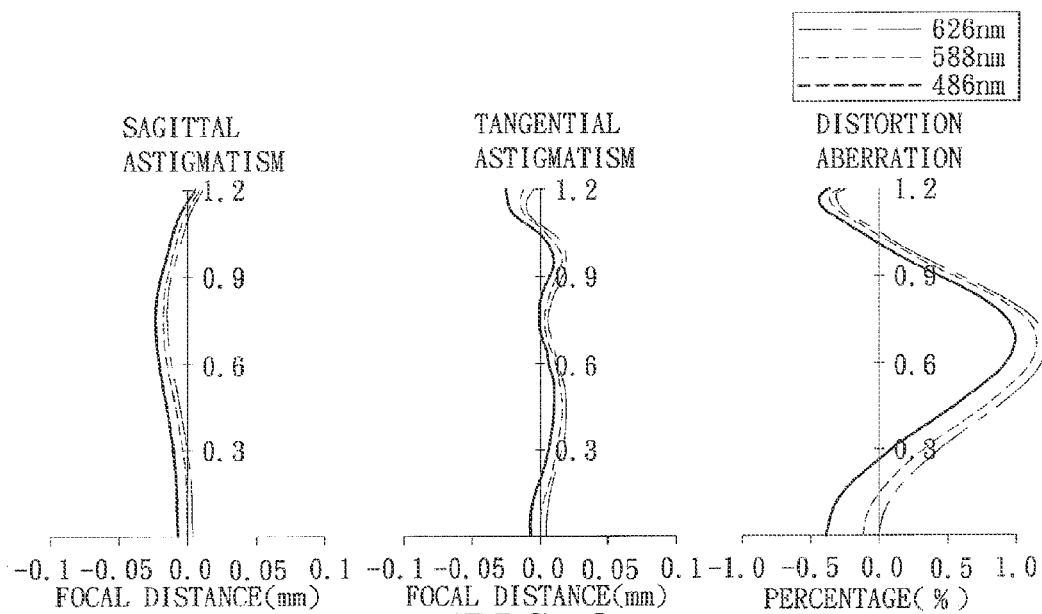 626nm
588nm
486nm
SAGITTAL
ASTIGMATISM
1.2
0.9
0.6
0.3
-0.1 -0.05 0.0 0.05 0.1
FOCAL DISTANCE(mm)
TANGENTIAL
ASTIGMATISM
1.2
0.9
0.6
0.3
-0.1 -0.05 0.0 0.05 0.1
FOCAL DISTANCE(mm)
DISTORTION
ABERRATION
1.2
0.9
0.6
0.3
-1.0 -0.5 0.0 0.5 1.0
PERCENTAGE(%)